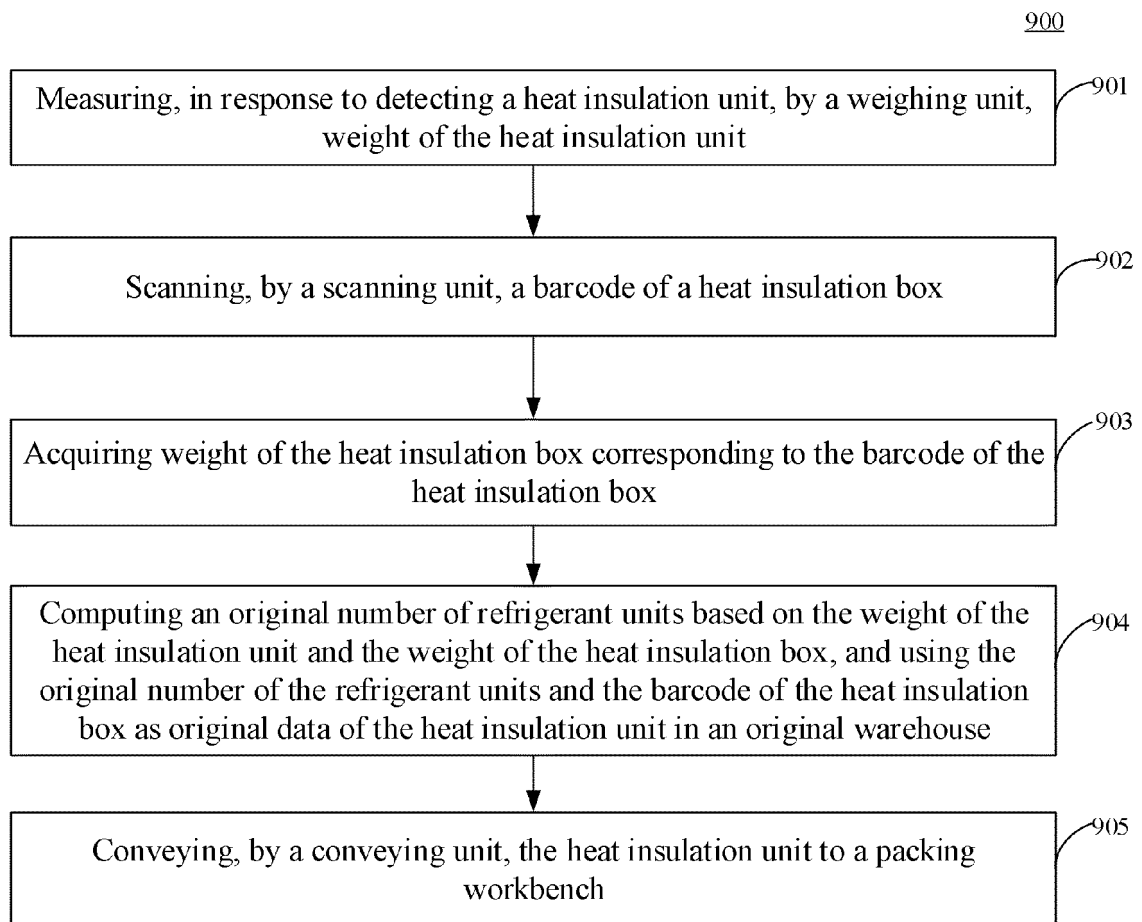 900
Measuring, in response to detecting a heat insulation unit, by a weighing unit,
weight of the heat insulation unit
901
Scanning, by a scanning unit, a barcode of a heat insulation box
902
Acquiring weight of the heat insulation box corresponding to the barcode of the
heat insulation box
903
Computing an original number of refrigerant units based on the weight of the
heat insulation unit and the weight of the heat insulation box, and using the
original number of the refrigerant units and the barcode of the heat insulation
box as original data of the heat insulation unit in an original warehouse
904
Conveying, by a conveying unit, the heat insulation unit to a packing
workbench
905